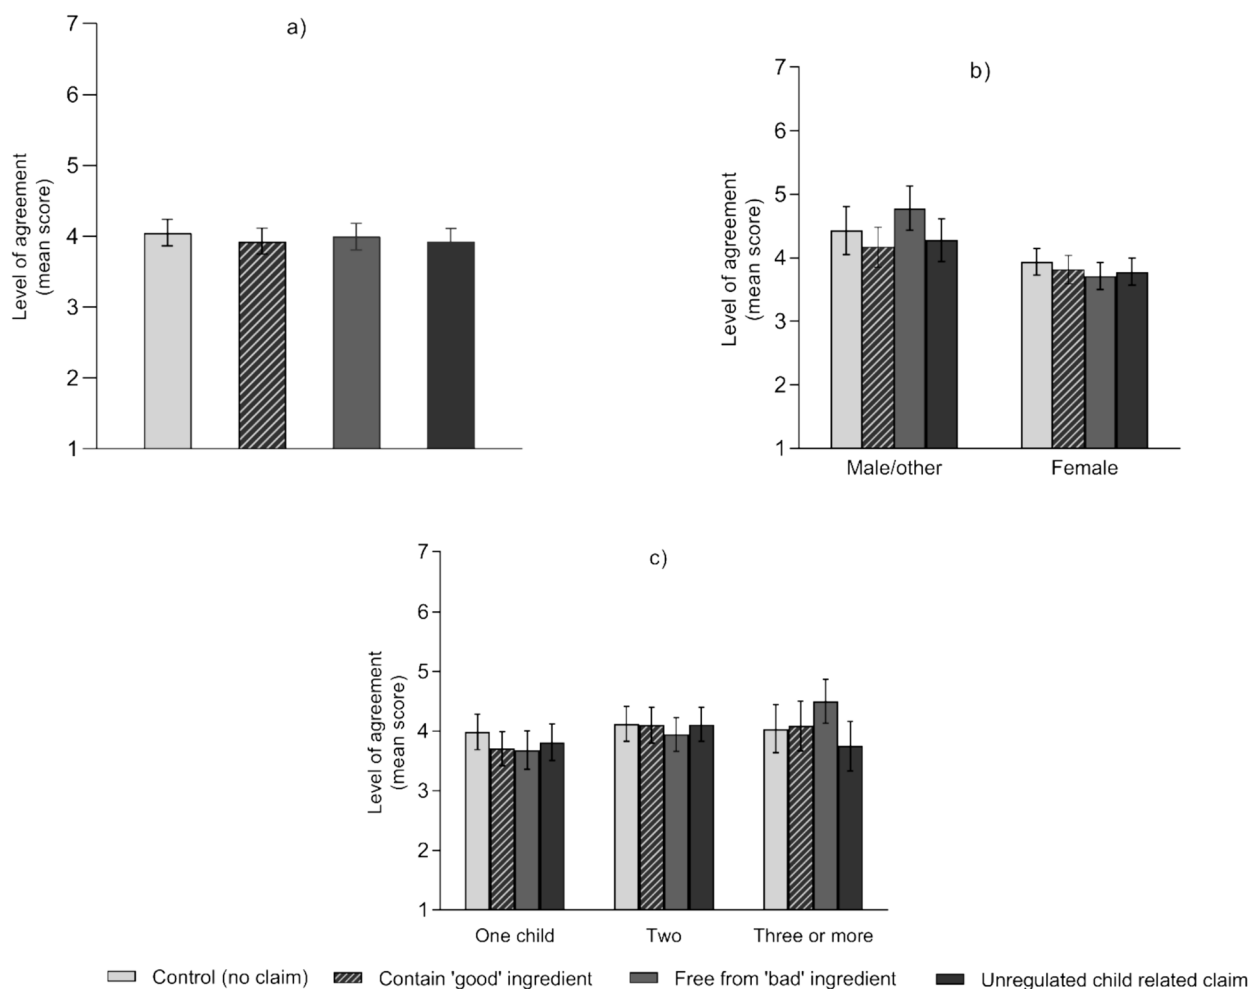 a)
7
6
5
4
3
2
1
Level of agreement
(mean score)
b)
7
6
5
4
3
2
1
Level of agreement
(mean score)
Male/other
Female
c)
7
6
5
4
3
2
1
Level of agreement
(mean score)
One child
Two
Three or more
Control (no claim)
Contain 'good' ingredient
Free from 'bad' ingredient
Unregulated child related claim